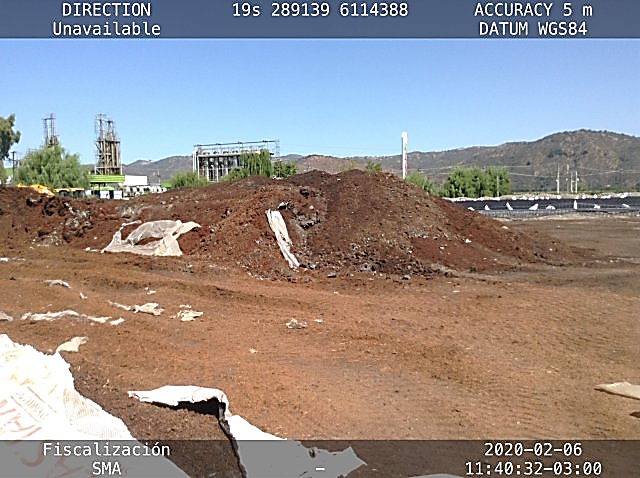 DIRECTION 19s 289139 6114388 ACCURACY 5 m
Unavailable DATUM WGS84
Fiscalización 2020-02-06
SMA - 11:40:32-03:00